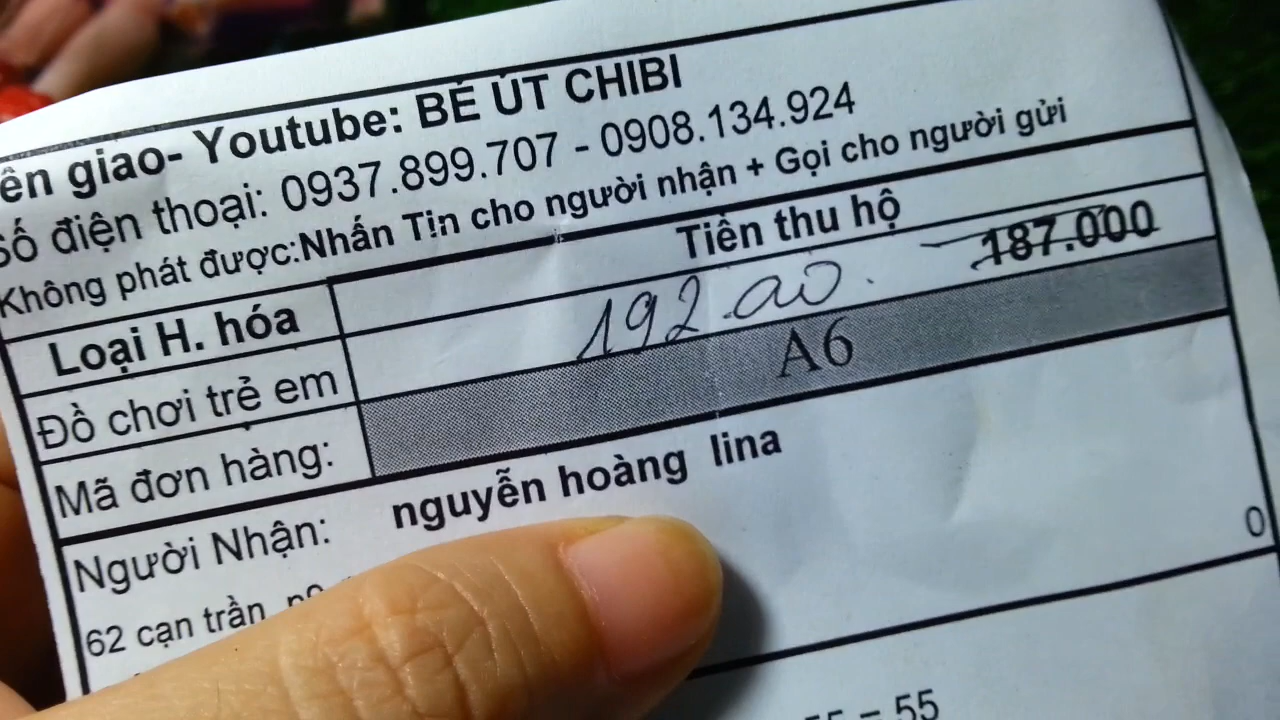 ên giao- Youtube: BÉ ÚT CHIBI
Số điện thoại: 0937.899.707 - 0908.134.924
Không phát được:Nhấn Tin cho người nhận + Gọi cho người gửi
Loại H. hóa Tiền thu hộ
Đồ chơi trẻ em 192.000. 187.000
Mã đơn hàng: A6
Người Nhận: nguyễn hoàng lina
62 cạn trần 0
= 55